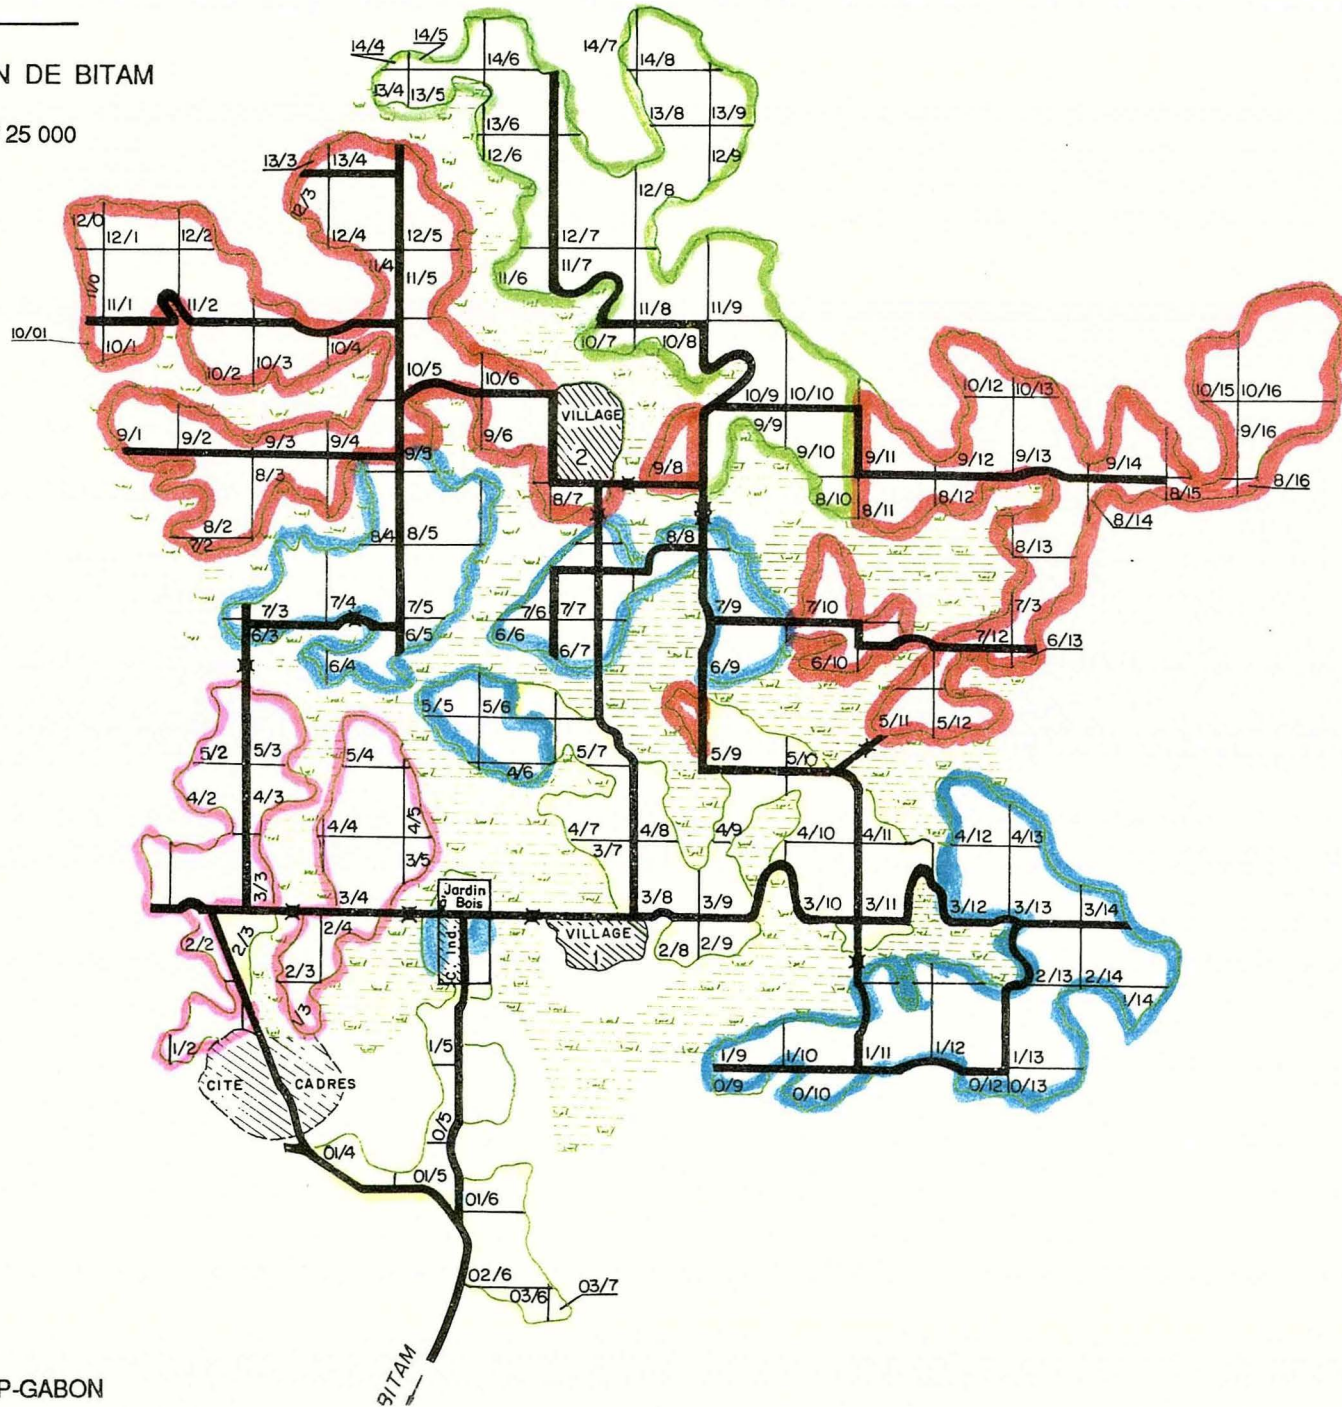 N DE BITAM
25 000
14/4 14/5 14/6 14/7 14/8
13/4 13/5 13/6 13/8 13/9
13/3 13/4 12/6 12/9
12/3 12/8
12/0 12/1 12/2 12/4 12/5 12/7
11/0 11/4 11/5 11/6 11/7
11/1 11/2 11/8 11/9
10/01 10/1 10/2 10/3 10/4 10/7 10/8
10/5 10/6 10/9 10/10 10/12 10/13 10/15 10/16
VILLAGE
2
9/1 9/2 9/3 9/4 9/5 9/6 9/8 9/9 9/10 9/11 9/12 9/13 9/14 9/16
8/3 8/7 8/10 8/11 8/12 8/15 8/16
8/2 8/4 8/5 8/8 8/13 8/14
7/2
7/3 7/4 7/5 7/6 7/7 7/9 7/10 7/12 7/3
6/3 6/4 6/5 6/6 6/7 6/9 6/10 6/13
5/5 5/6 5/11 5/12
5/2 5/3 5/4 5/7 5/9 5/10
4/6
4/2 4/3 4/4 4/5 4/7 4/8 4/9 4/10 4/11 4/12 4/13
3/5 3/7
3/3 3/4 3/8 3/9 3/10 3/11 3/12 3/13 3/14
Jardin
Bois
C. Ind.
VILLAGE
1
2/2 2/3 2/4 2/8 2/9
2/3 2/13 2/14
1/3 1/14
1/2 1/5 1/9 1/10 1/11 1/12 1/13
CITE CADRES
0/9 0/10 0/12 0/13
0/5
01/4 01/5 01/6
02/6
03/6 03/7
BITAM
P-GABON